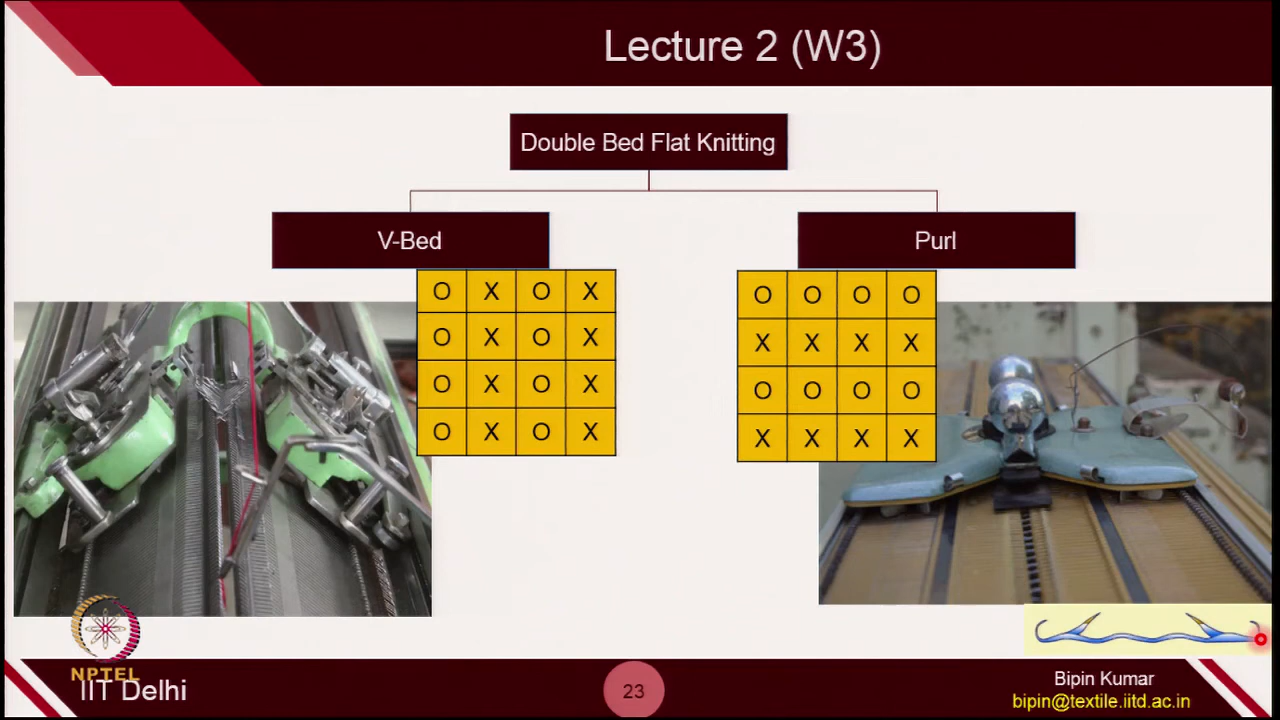 Lecture 2 (W3)
Double Bed Flat Knitting
V-Bed
Purl
O X O X
O X O X
O X O X
O X O X
O O O O
X X X X
O O O O
X X X X
NPTEL
IIT Delhi
23
Bipin Kumar
bipin@textile.iitd.ac.in